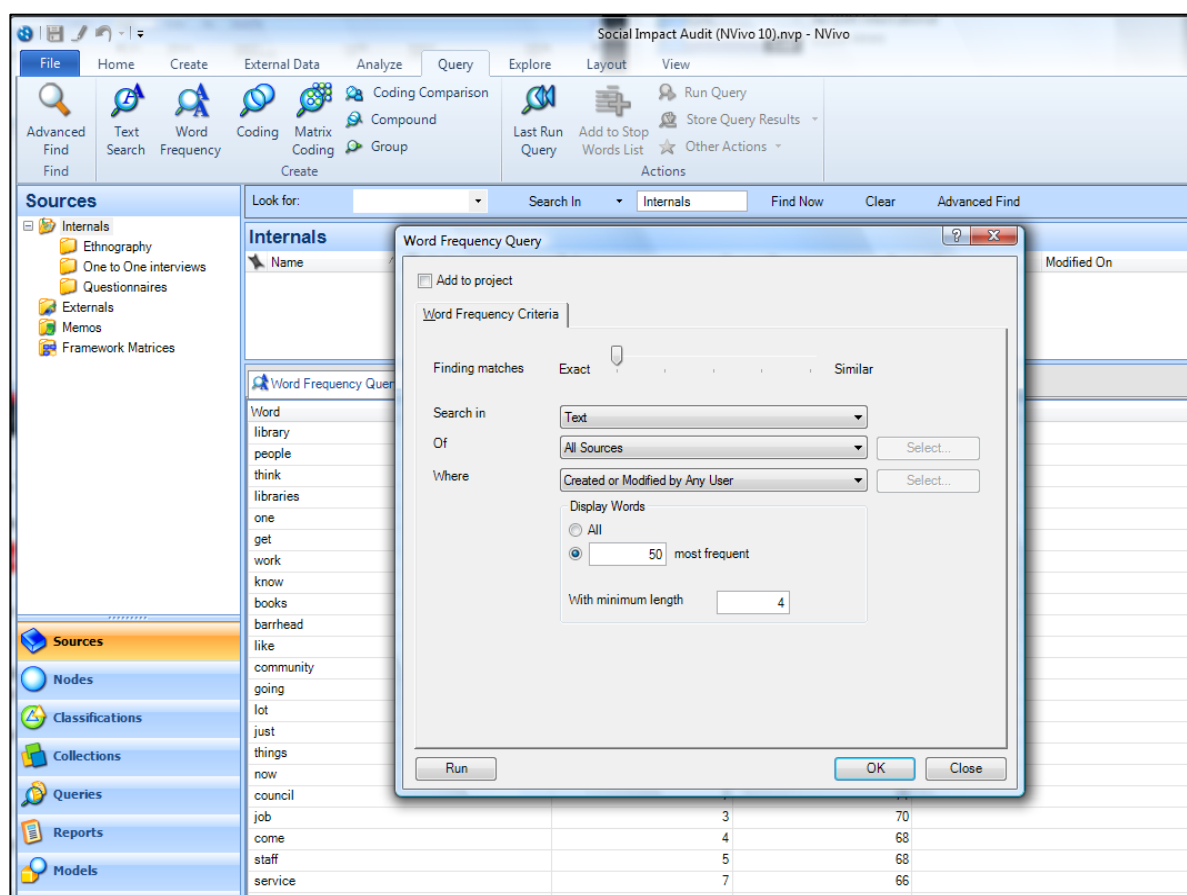 Social Impact Audit (NVivo 10).nvp - NVivo
File Home Create External Data Analyze Query Explore Layout View
Advanced Find
Text Search
Word Frequency
Coding
Matrix Coding
Coding Comparison
Compound
Group
Last Run Query
Add to Stop Words List
Run Query
Store Query Results
Other Actions
Find Create Actions
Sources
Internals
Ethnography
One to One interviews
Questionnaires
Externals
Memos
Framework Matrices
Look for: Search In Internals Find Now Clear Advanced Find
Internals
Name Modified On
Word Frequency Query
Add to project
Word Frequency Criteria
Finding matches Exact Similar
Search in Text
Of All Sources Select...
Where Created or Modified by Any User Select...
Display Words
All
50 most frequent
With minimum length 4
Run OK Close
Word Frequency Quer
Word
library
people
think
libraries
one
get
work
know
books
barrhead
like
community
going
lot
just
things
now
council
job 3 70
come 4 68
staff 5 68
service 7 66
Sources
Nodes
Classifications
Collections
Queries
Reports
Models